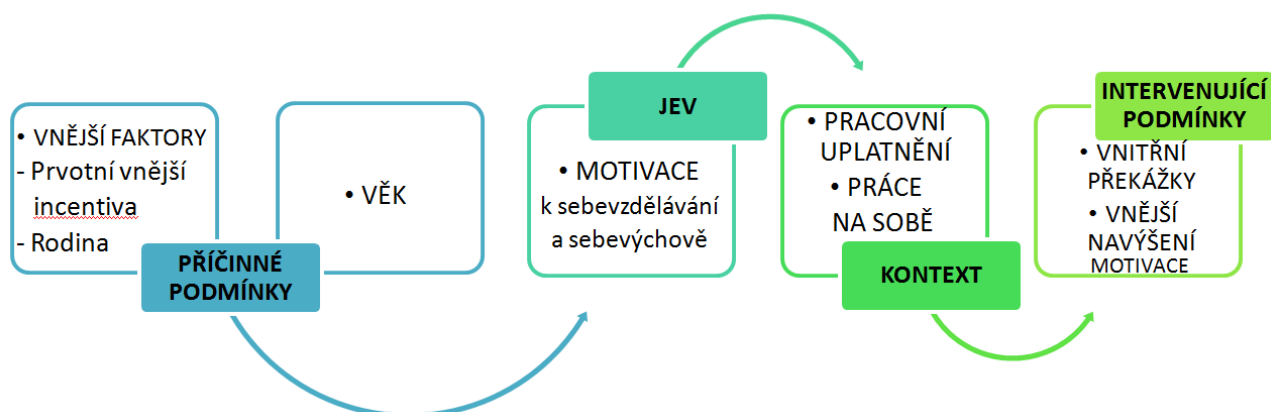 • VNĚJŠÍ FAKTORY
- Prvotní vnější
incentiva
- Rodina
• VĚK
PŘÍČINNÉ
PODMÍNKY
JEV
• MOTIVACE
k sebevzdělávání
a sebevýchově
• PRACOVNÍ
UPLATNĚNÍ
• PRÁCE
NA SOBĚ
KONTEXT
INTERVENUJÍCÍ
PODMÍNKY
• VNITŘNÍ
PŘEKÁŽKY
• VNĚJŠÍ
NAVÝŠENÍ
MOTIVACE